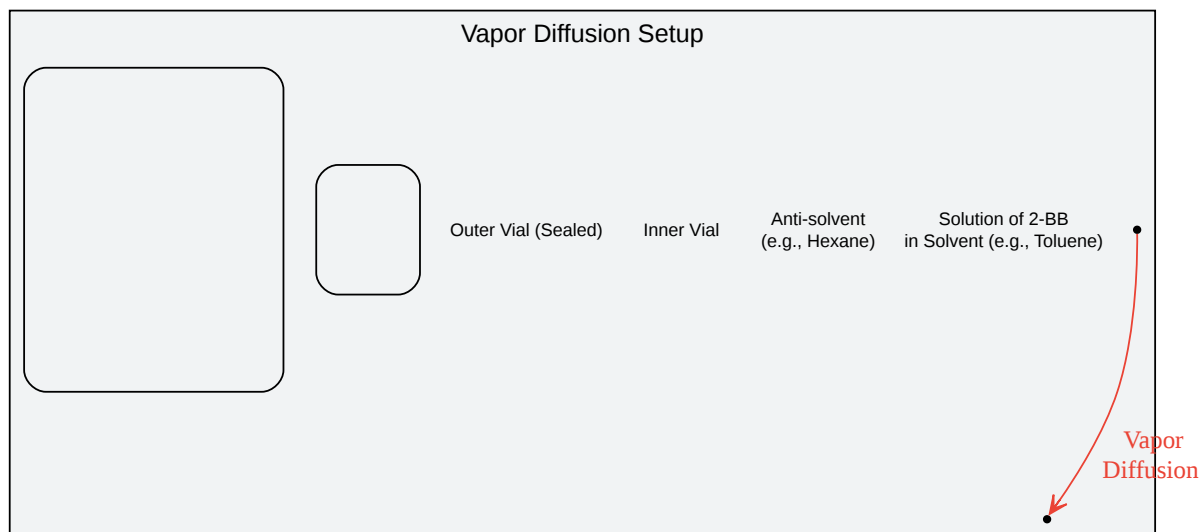 Vapor Diffusion Setup
Outer Vial (Sealed)
Inner Vial
Anti-solvent
(e.g., Hexane)
Solution of 2-BB
in Solvent (e.g., Toluene)
Vapor
Diffusion